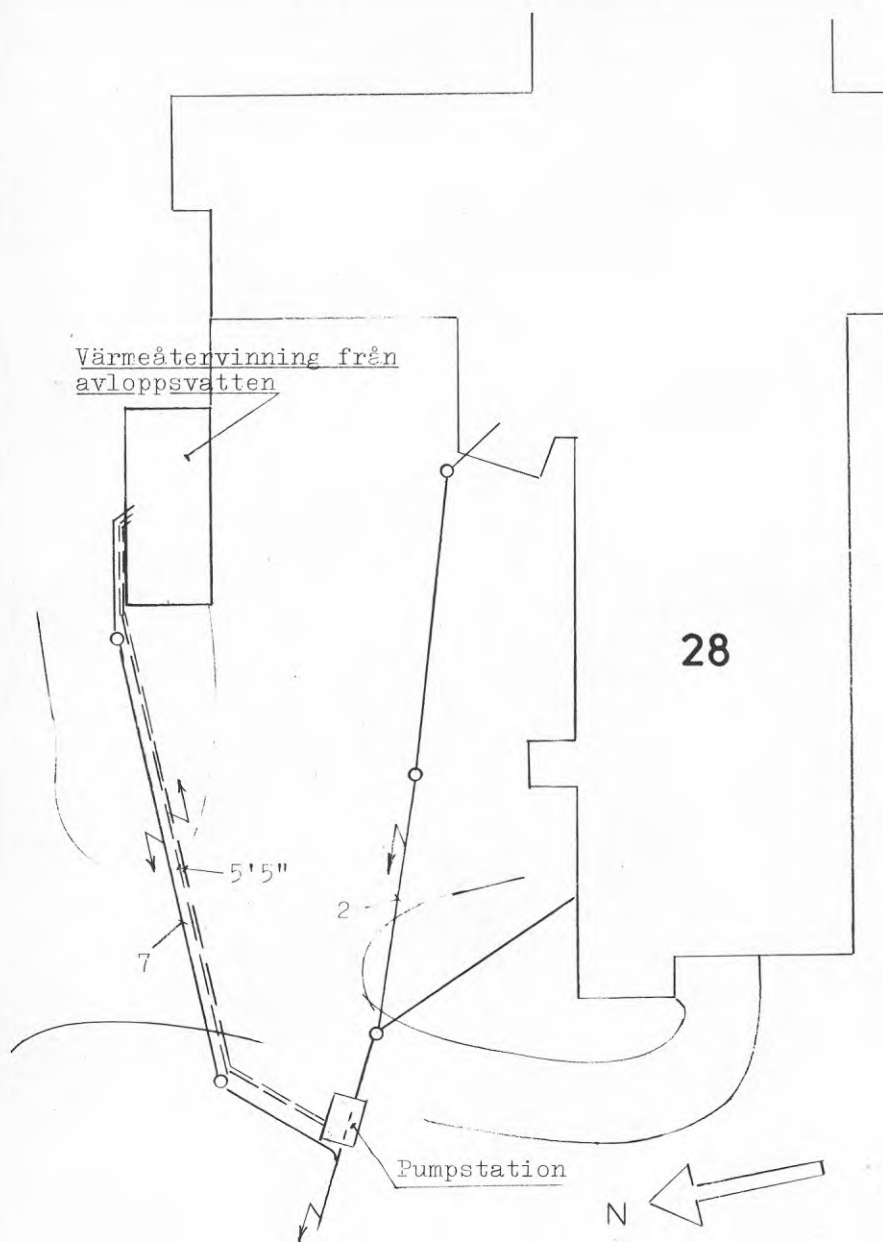 Värmeåtervinning från
avloppsvatten
28
5'5"
2
7
Pumpstation
N